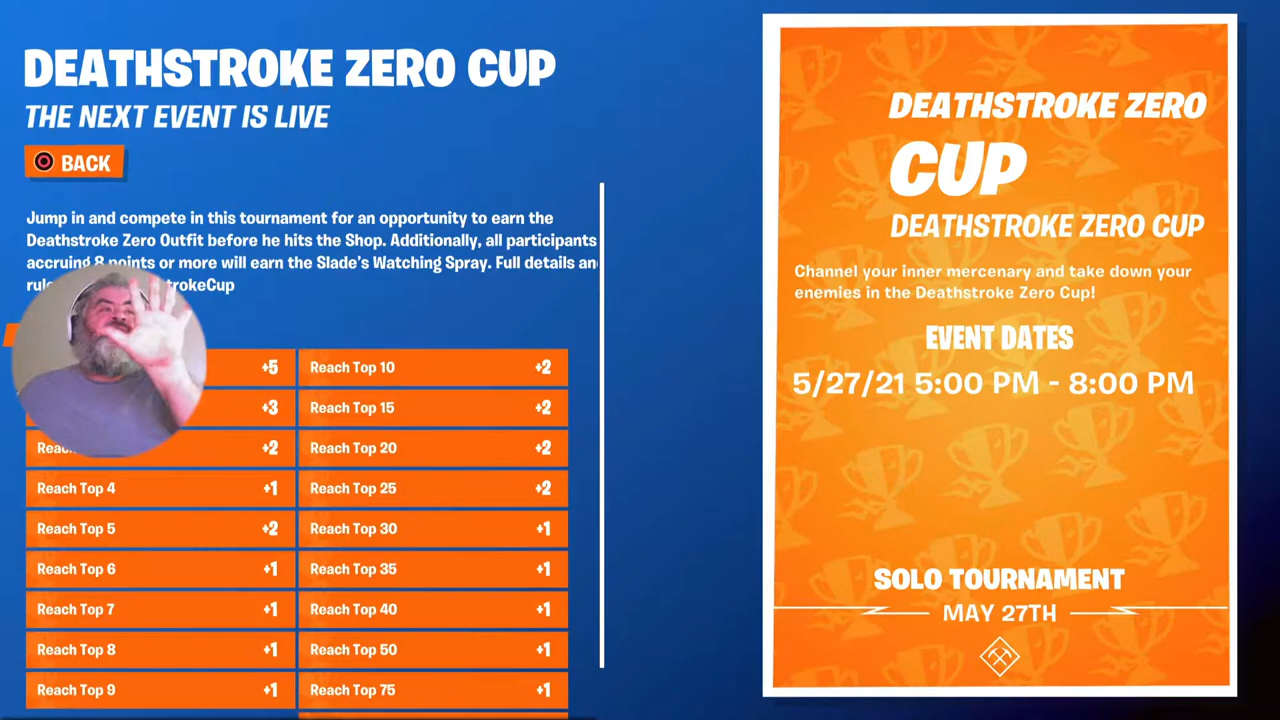 DEATHSTROKE ZERO CUP
THE NEXT EVENT IS LIVE
BACK
Jump in and compete in this tournament for an opportunity to earn the
Deathstroke Zero Outfit before he hits the Shop. Additionally, all participants
accruing 8 points or more will earn the Slade's Watching Spray. Full details an
trokeCup
+5
+3
+2
Reach Top 4 +1
Reach Top 5 +2
Reach Top 6 +1
Reach Top 7 +1
Reach Top 8 +1
Reach Top 9 +1
Reach Top 10 +2
Reach Top 15 +2
Reach Top 20 +2
Reach Top 25 +2
Reach Top 30 +1
Reach Top 35 +1
Reach Top 40 +1
Reach Top 50 +1
Reach Top 75 +1
DEATHSTROKE ZERO
CUP
DEATHSTROKE ZERO CUP
Channel your inner mercenary and take down your
enemies in the Deathstroke Zero Cup!
EVENT DATES
5/27/21 5:00 PM - 8:00 PM
SOLO TOURNAMENT
MAY 27TH